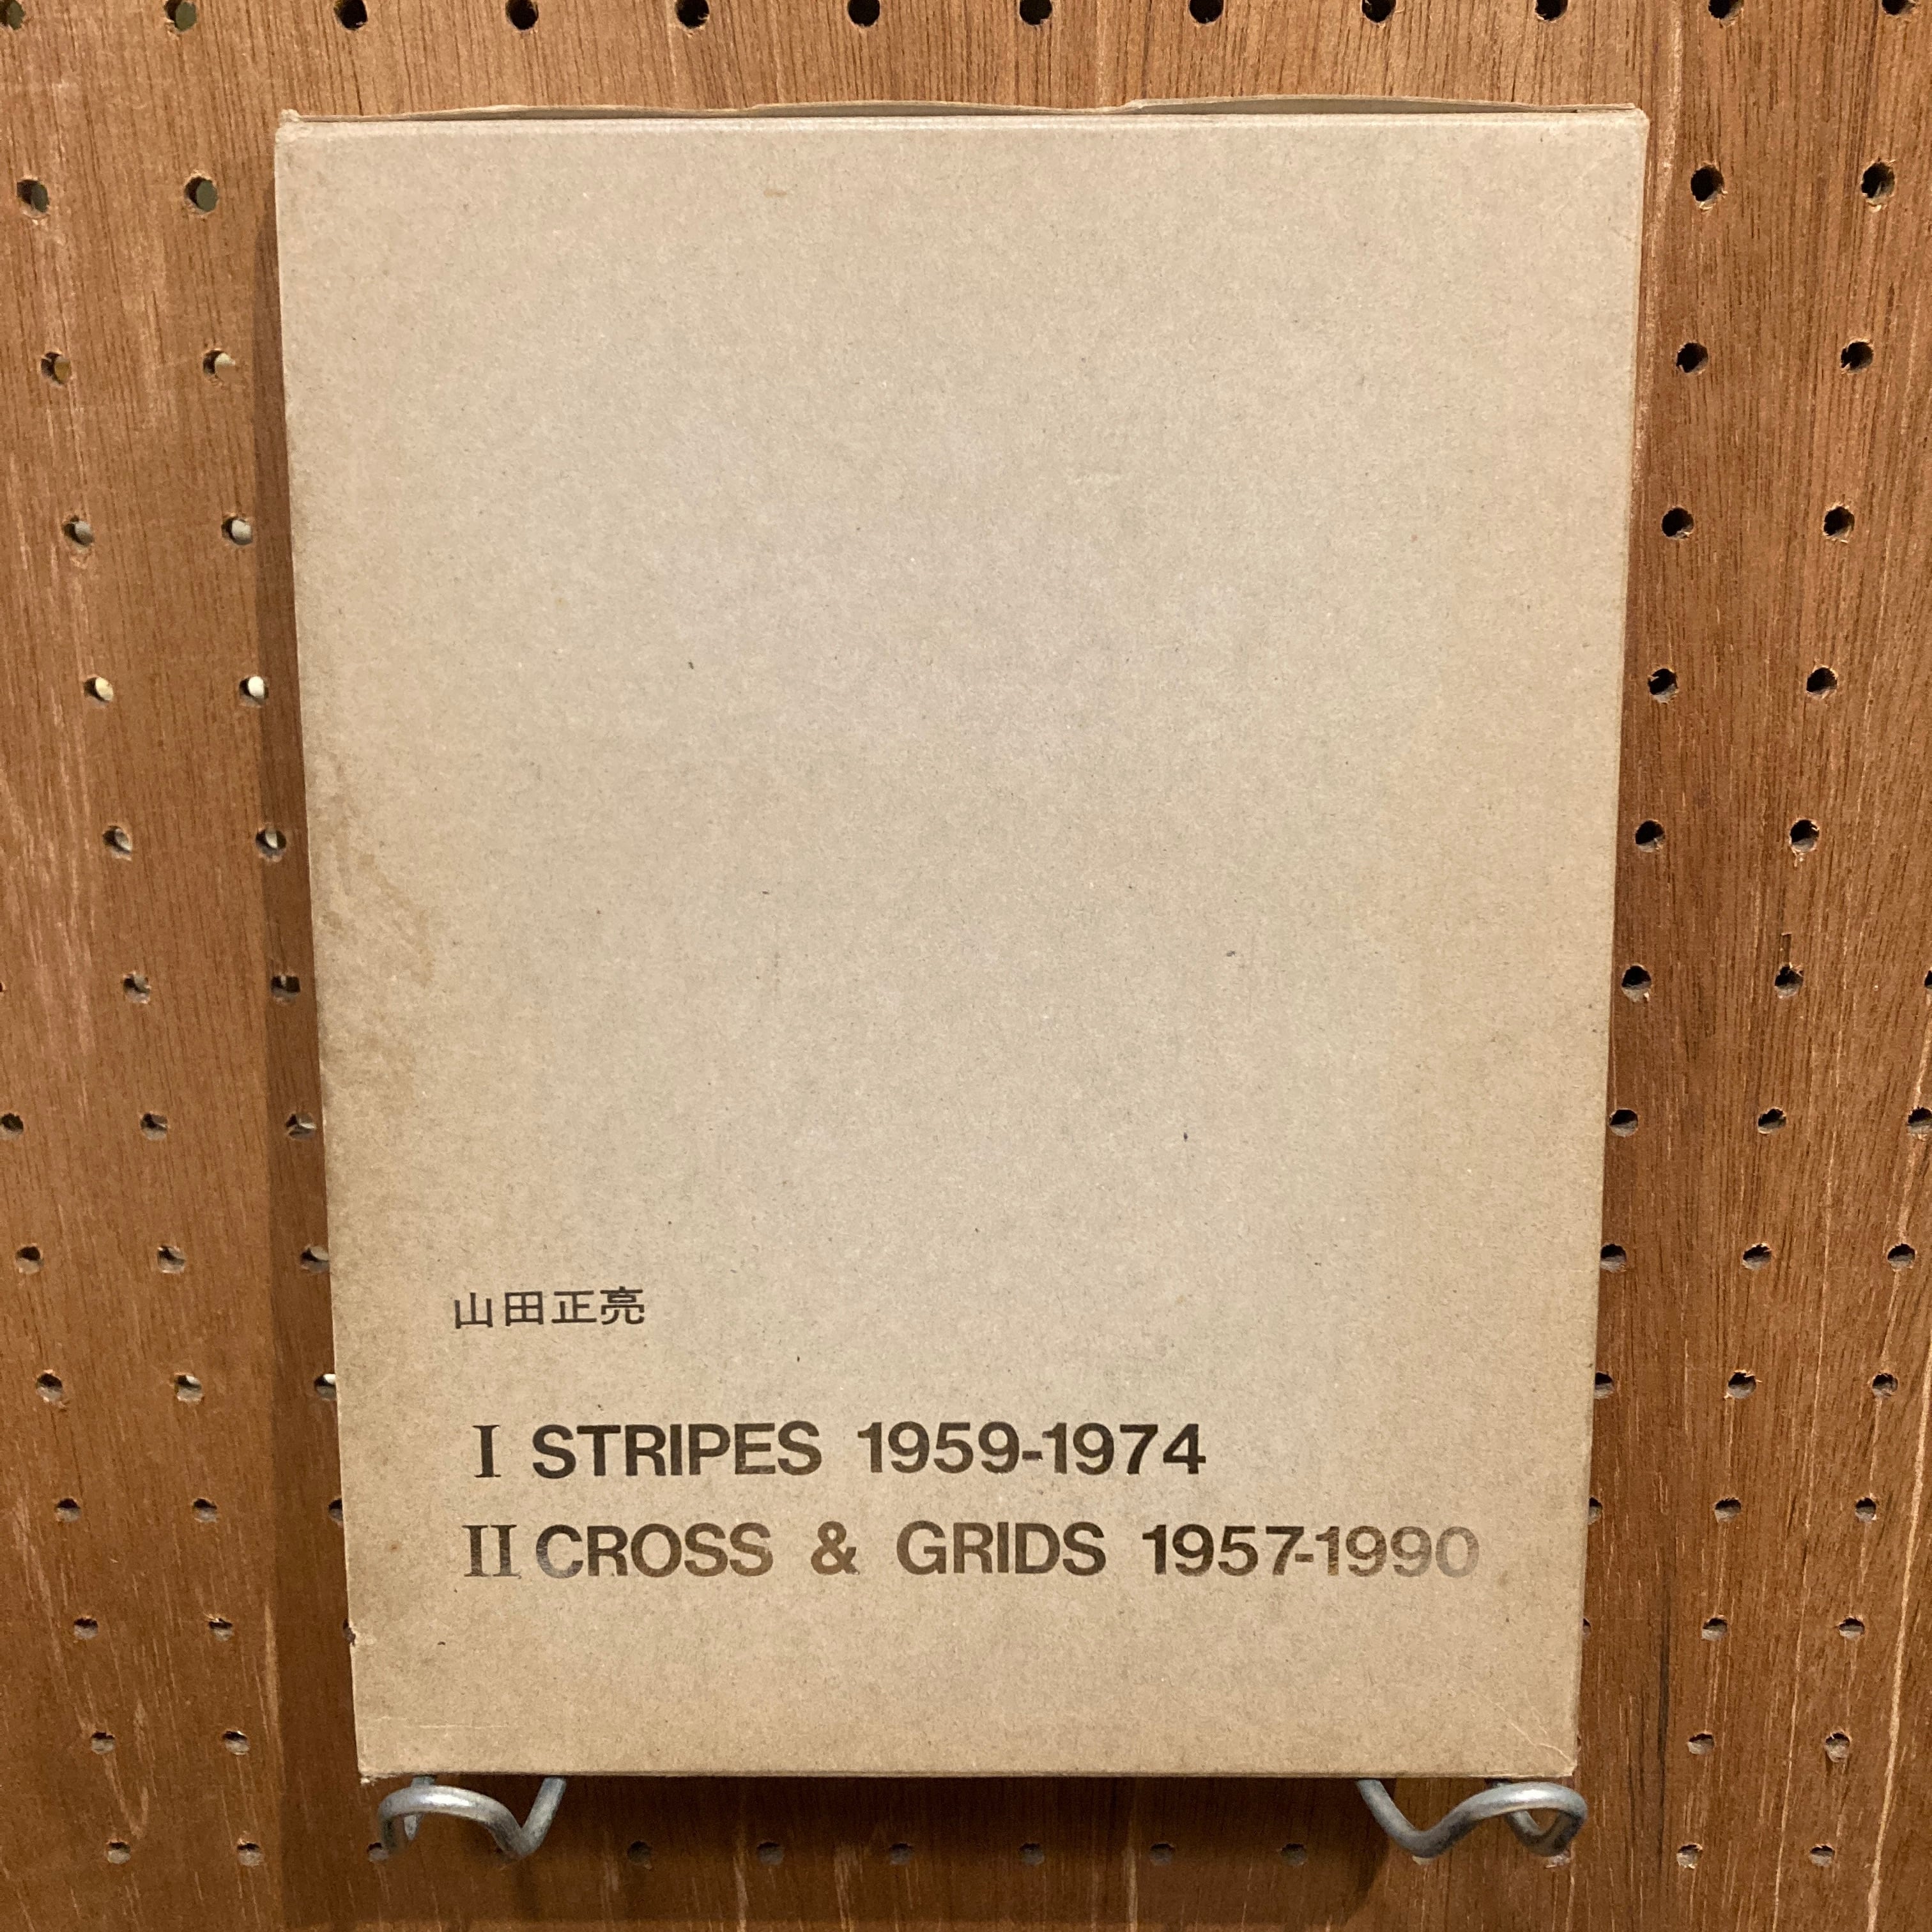 山田正亮
I STRIPES 1959-1974
II CROSS & GRIDS 1957-1990